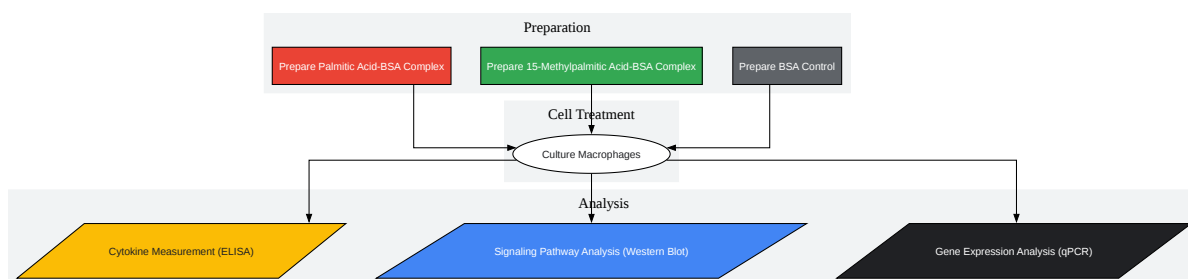 Preparation
Prepare Palmitic Acid-BSA Complex
Prepare 15-Methylpalmitic Acid-BSA Complex
Prepare BSA Control
Cell Treatment
Culture Macrophages
Analysis
Cytokine Measurement (ELISA)
Signaling Pathway Analysis (Western Blot)
Gene Expression Analysis (qPCR)